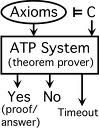 Axioms ⊨ C
ATP System
(theorem prover)
Yes No
(proof/
answer) Timeout